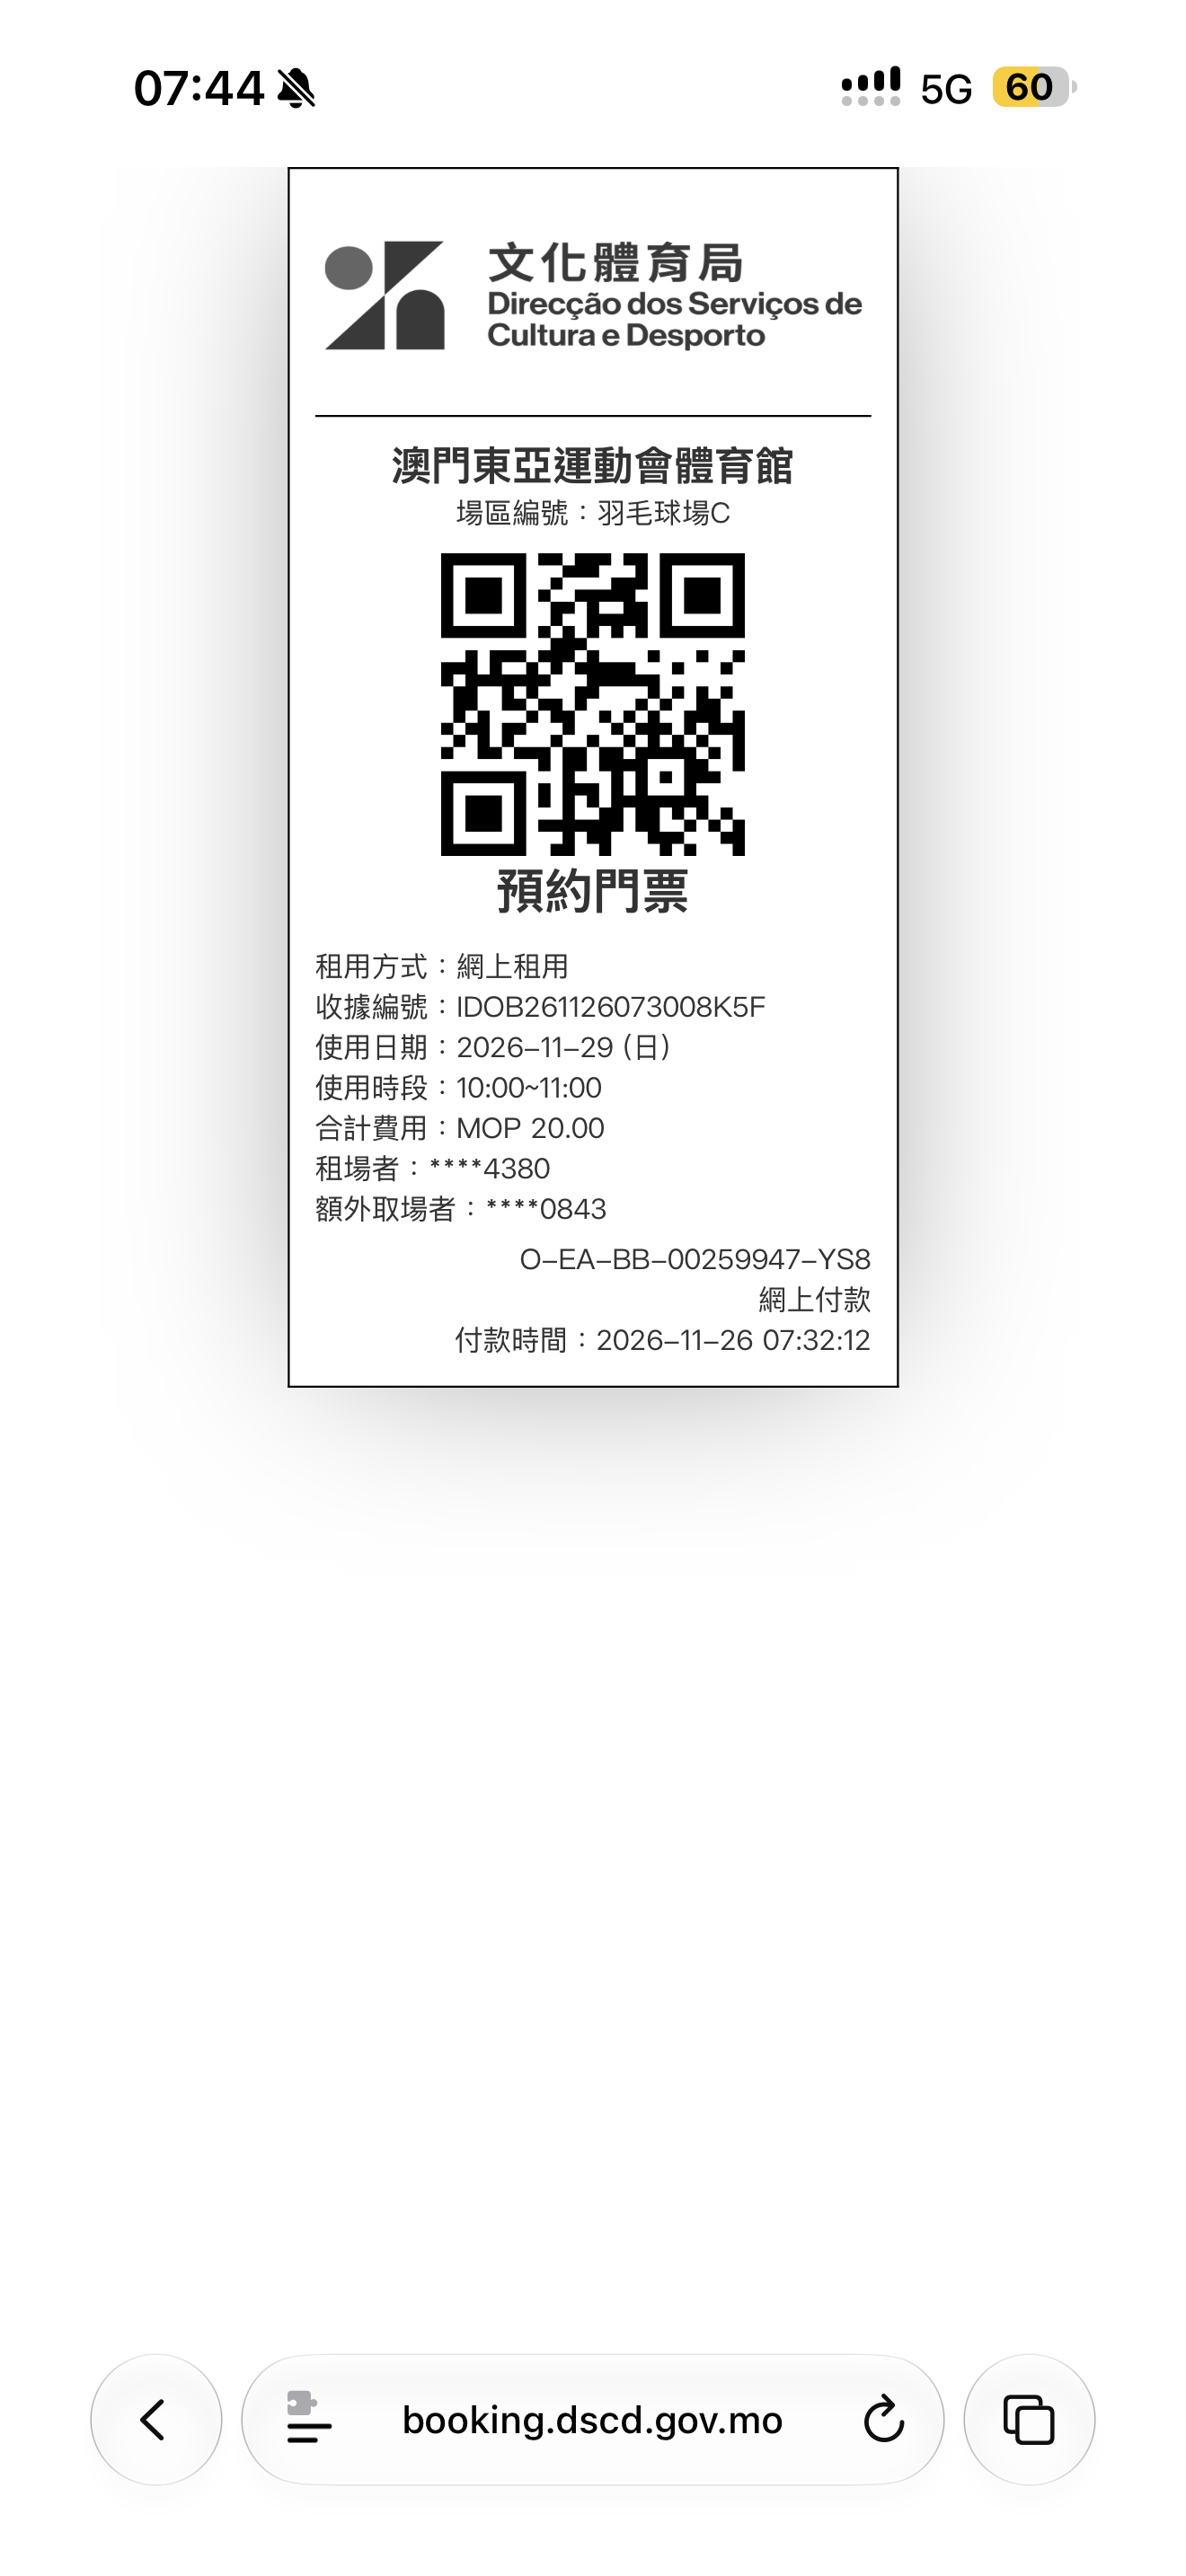 07:44
5G
60
文化體育局
Direcção dos Serviços de
Cultura e Desporto
澳門東亞運動會體育館
場區編號：羽毛球場C
預約門票
租用方式：網上租用
收據編號：IDOB261126073008K5F
使用日期：2026-11-29 (日)
使用時段：10:00~11:00
合計費用：MOP 20.00
租場者：****4380
額外取場者：****0843
O-EA-BB-00259947-YS8
網上付款
付款時間：2026-11-26 07:32:12
booking.dscd.gov.mo